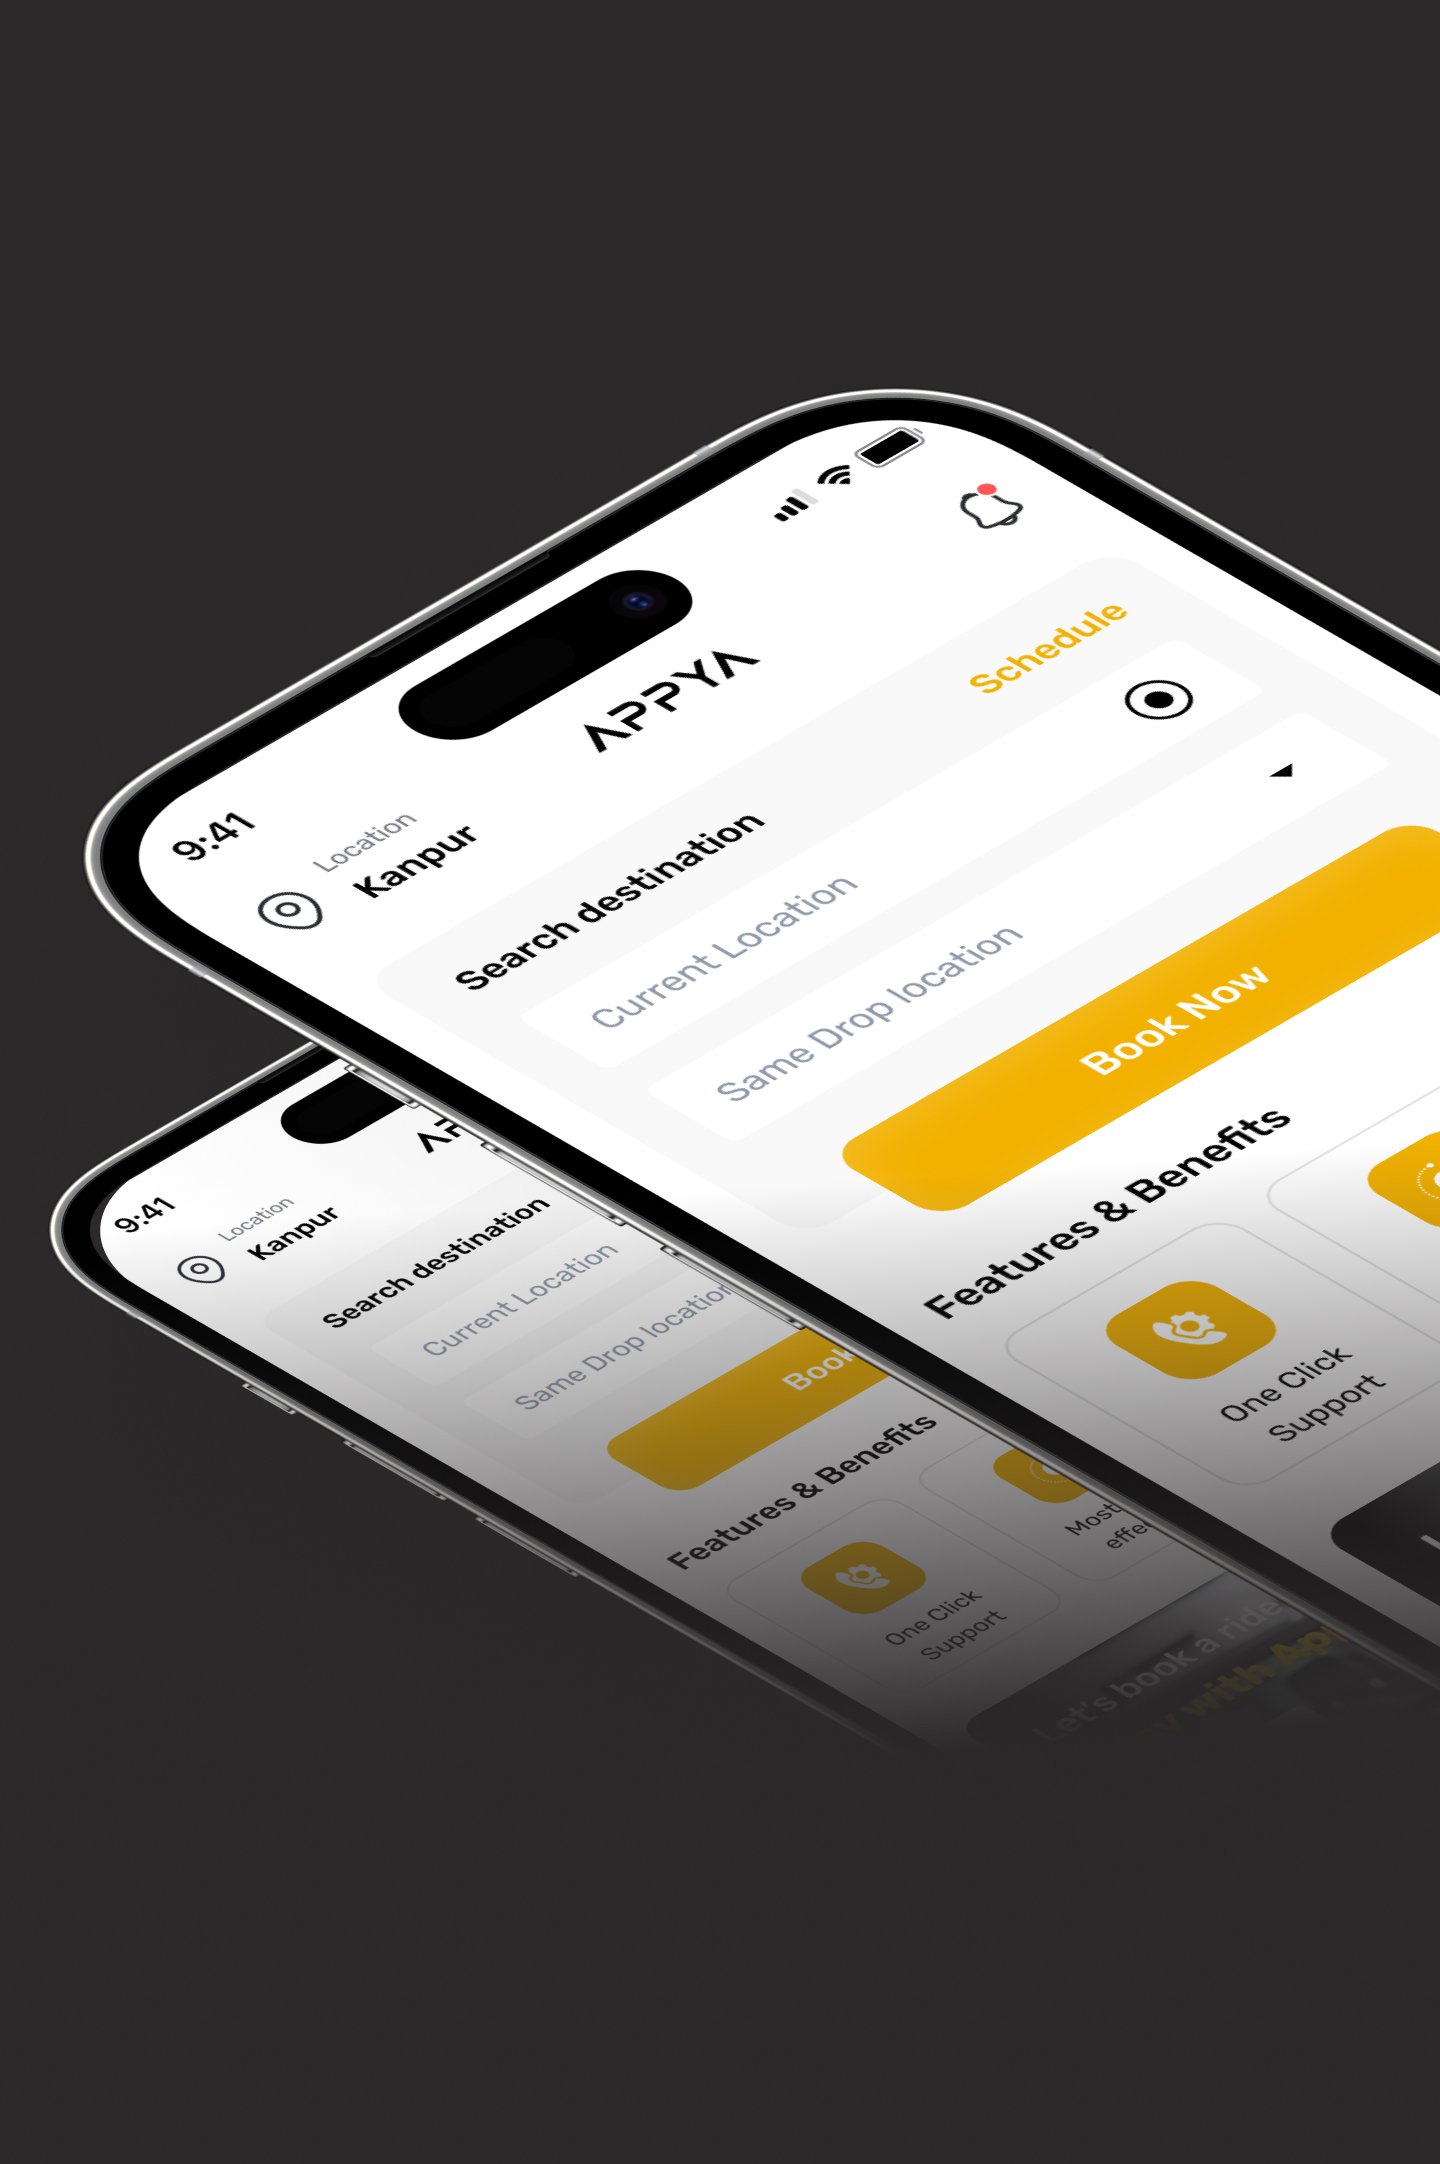 9:41
Location
Kanpur
APPYA
Search destination
Schedule
Current Location
Same Drop location
Book Now
Features & Benefits
One Click
Support
9:41
Location
Kanpur
AP
Search destination
Current Location
Same Drop location
Book
Features & Benefits
One Click
Support
Most
effe
Let's book a ride
with Ap